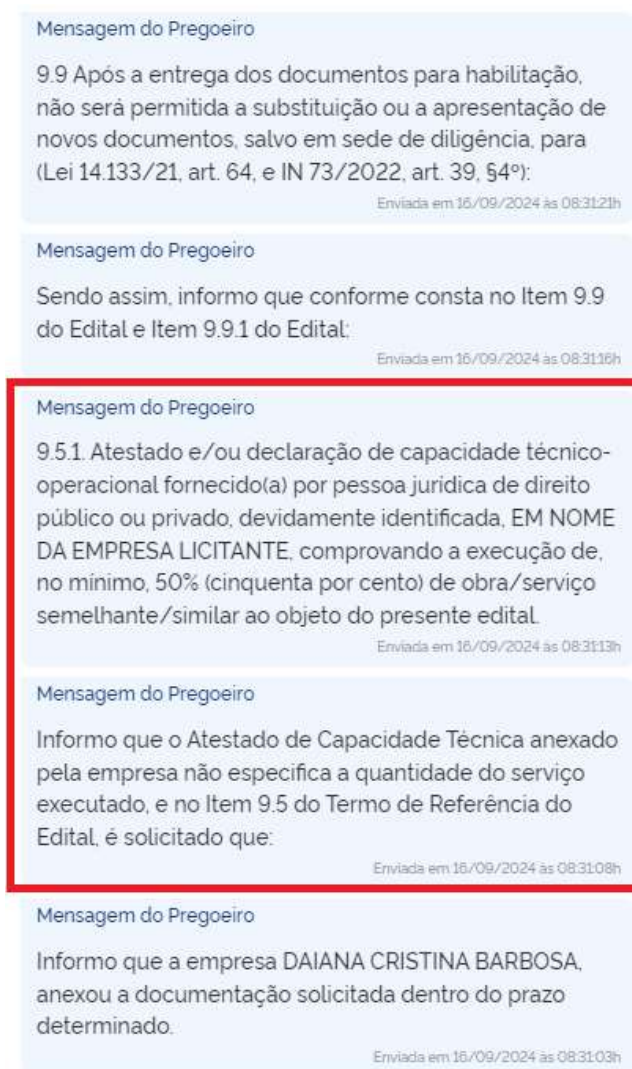 Mensagem do Pregoeiro
9.9 Após a entrega dos documentos para habilitação,
não será permitida a substituição ou a apresentação de
novos documentos, salvo em sede de diligência, para
(Lei 14.133/21, art. 64, e IN 73/2022, art. 39, §4º):
Enviada em 16/09/2024 às 08:31:21h
Mensagem do Pregoeiro
Sendo assim, informo que conforme consta no Item 9.9
do Edital e Item 9.9.1 do Edital:
Enviada em 16/09/2024 às 08:31:16h
Mensagem do Pregoeiro
9.5.1. Atestado e/ou declaração de capacidade técnico-
operacional fornecido(a) por pessoa jurídica de direito
público ou privado, devidamente identificada, EM NOME
DA EMPRESA LICITANTE, comprovando a execução de,
no mínimo, 50% (cinquenta por cento) de obra/serviço
semelhante/similar ao objeto do presente edital.
Enviada em 16/09/2024 às 08:31:13h
Mensagem do Pregoeiro
Informo que o Atestado de Capacidade Técnica anexado
pela empresa não especifica a quantidade do serviço
executado, e no Item 9.5 do Termo de Referência do
Edital, é solicitado que:
Enviada em 16/09/2024 às 08:31:08h
Mensagem do Pregoeiro
Informo que a empresa DAIANA CRISTINA BARBOSA,
anexou a documentação solicitada dentro do prazo
determinado.
Enviada em 16/09/2024 às 08:31:03h